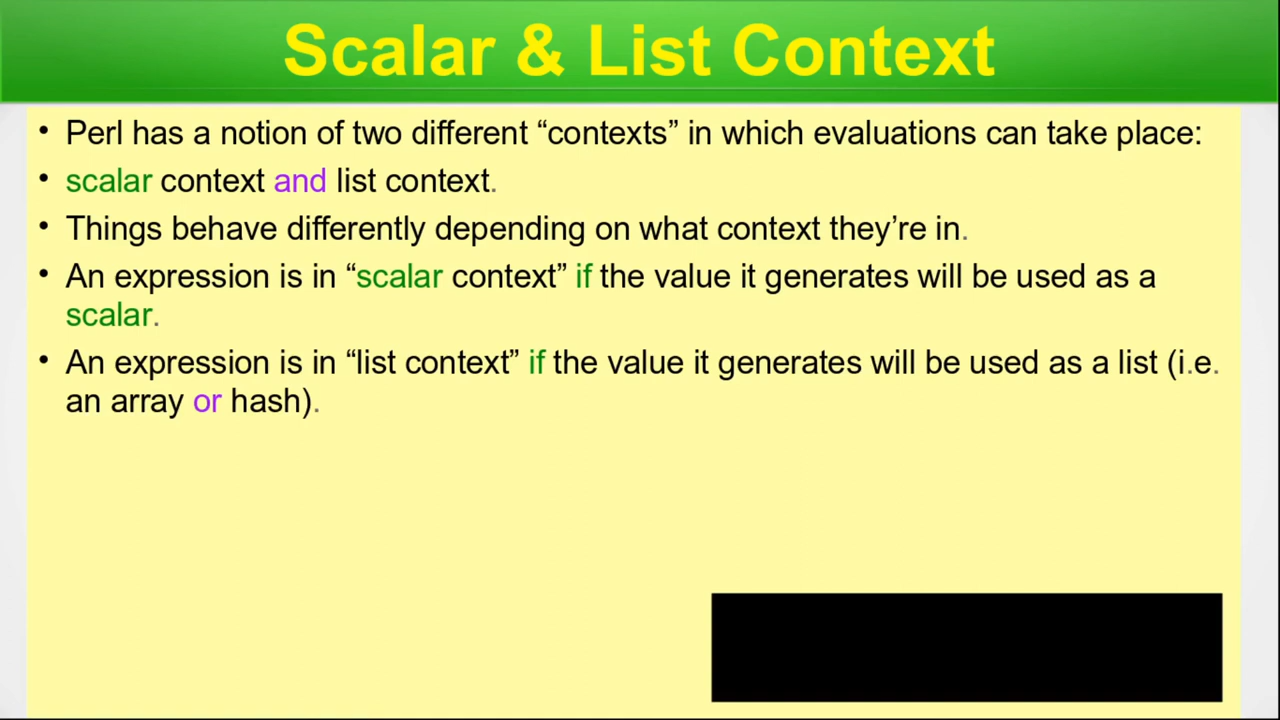 Scalar & List Context
• Perl has a notion of two different “contexts” in which evaluations can take place:
• scalar context and list context.
• Things behave differently depending on what context they’re in.
• An expression is in “scalar context” if the value it generates will be used as a
scalar.
• An expression is in “list context” if the value it generates will be used as a list (i.e.
an array or hash).